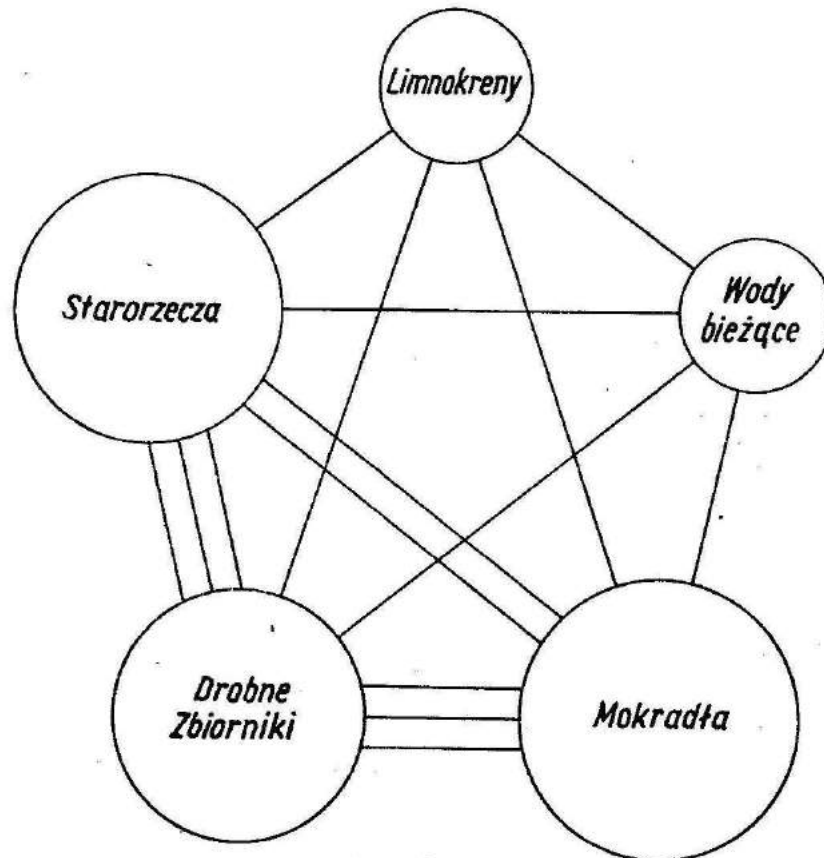 Limnokreny
Starorzecza
Wody
bieżące
Drobne
Zbiorniki
Mokradła